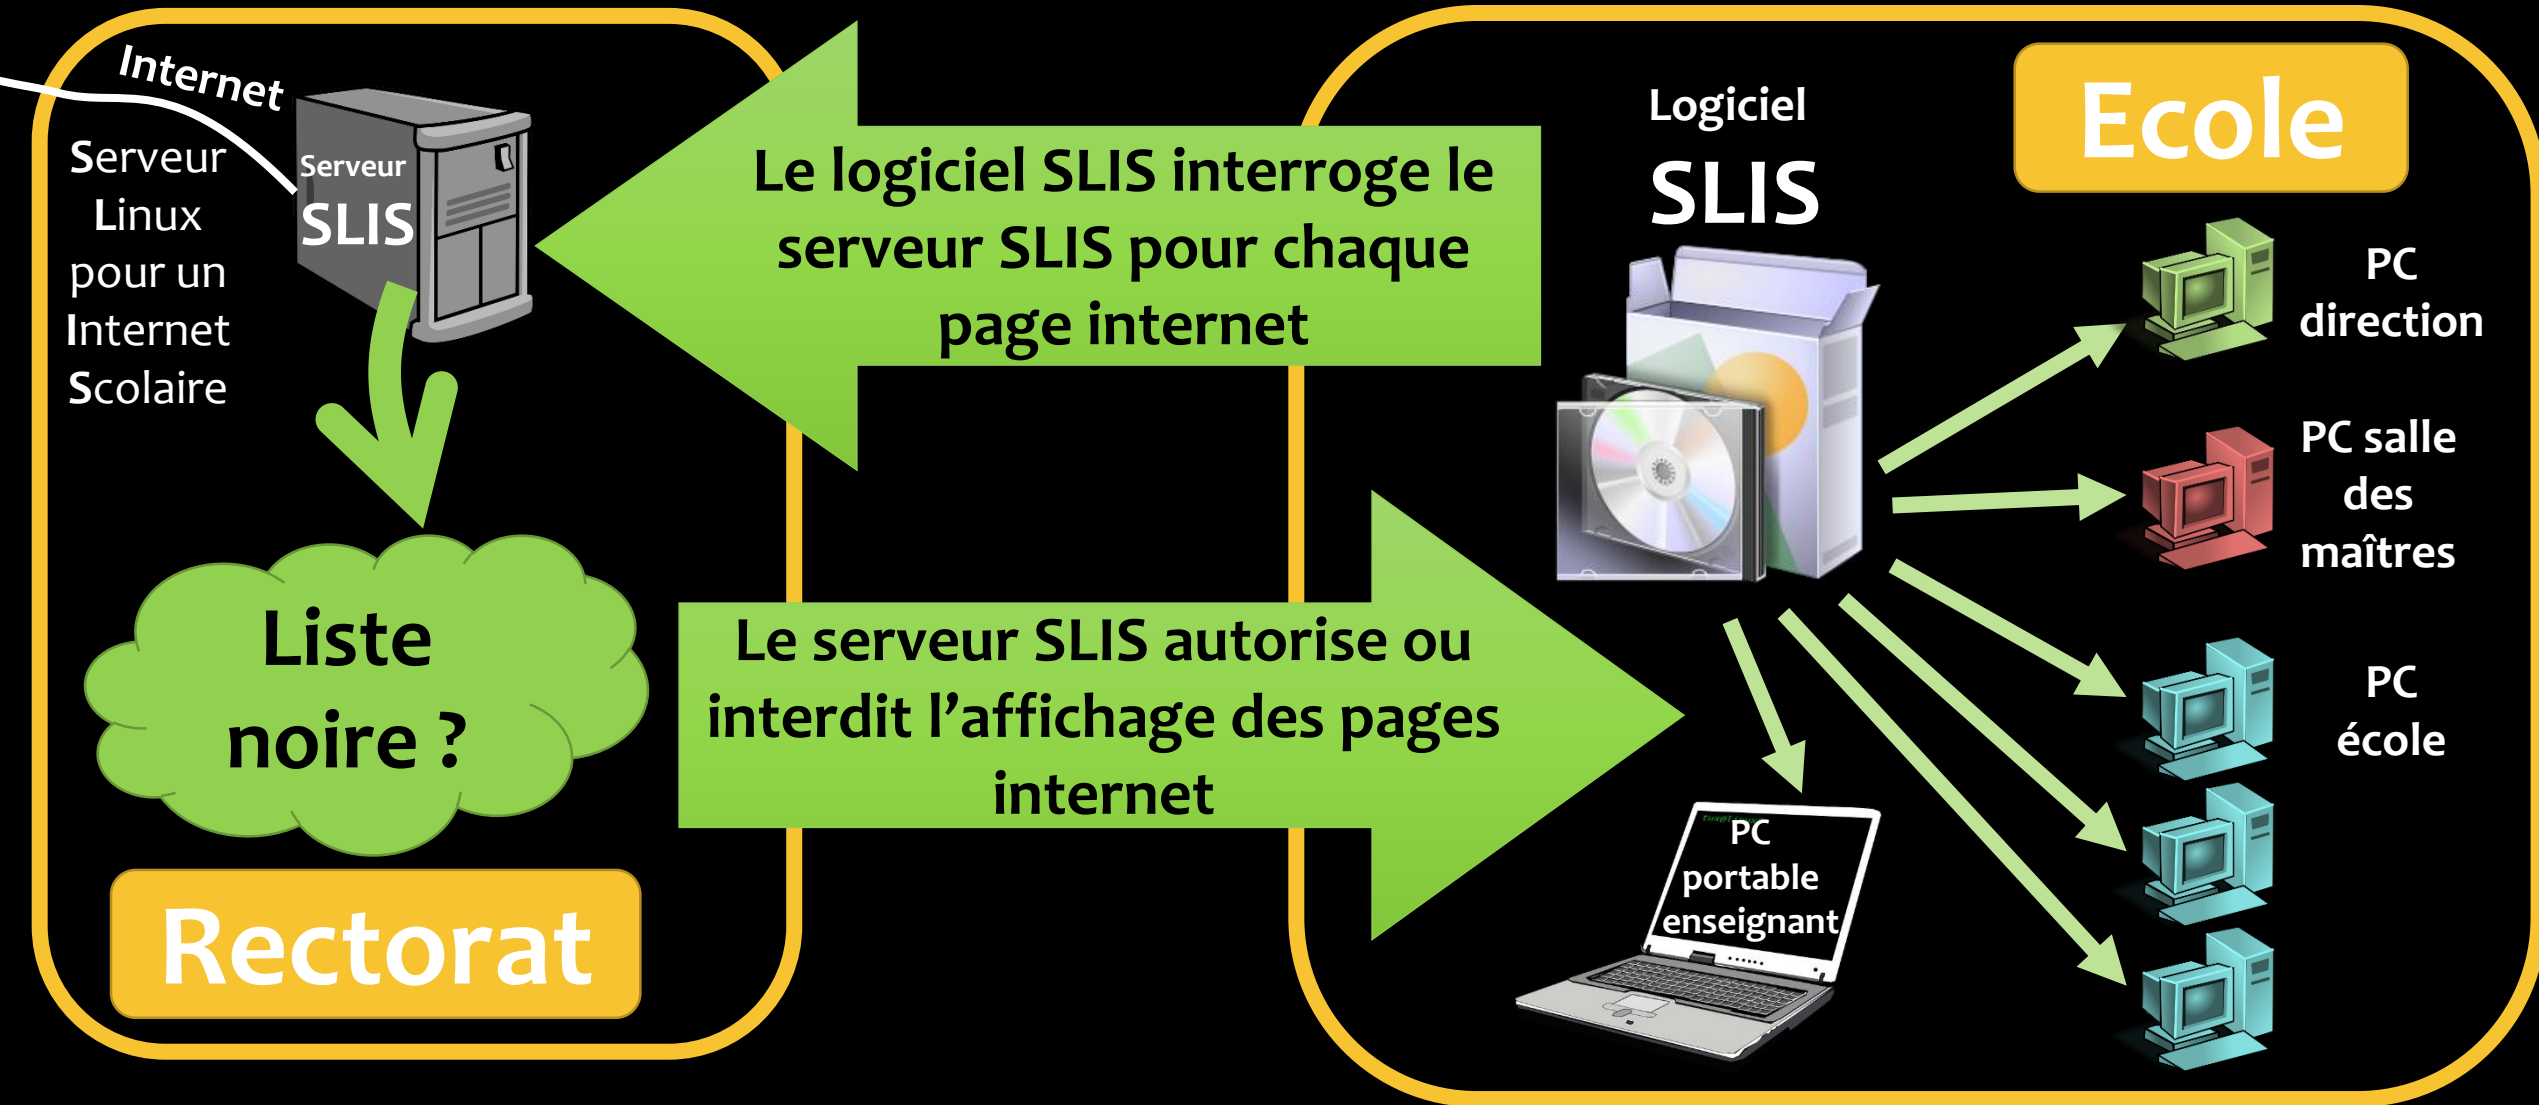 Internet
Serveur
Linux
pour un
Internet
Scolaire
Serveur
SLIS
Liste
noire ?
Rectorat
Le logiciel SLIS interroge le
serveur SLIS pour chaque
page internet
Le serveur SLIS autorise ou
interdit l’affichage des pages
internet
Logiciel
SLIS
Ecole
PC
direction
PC salle
des
maîtres
PC
école
PC
portable
enseignant